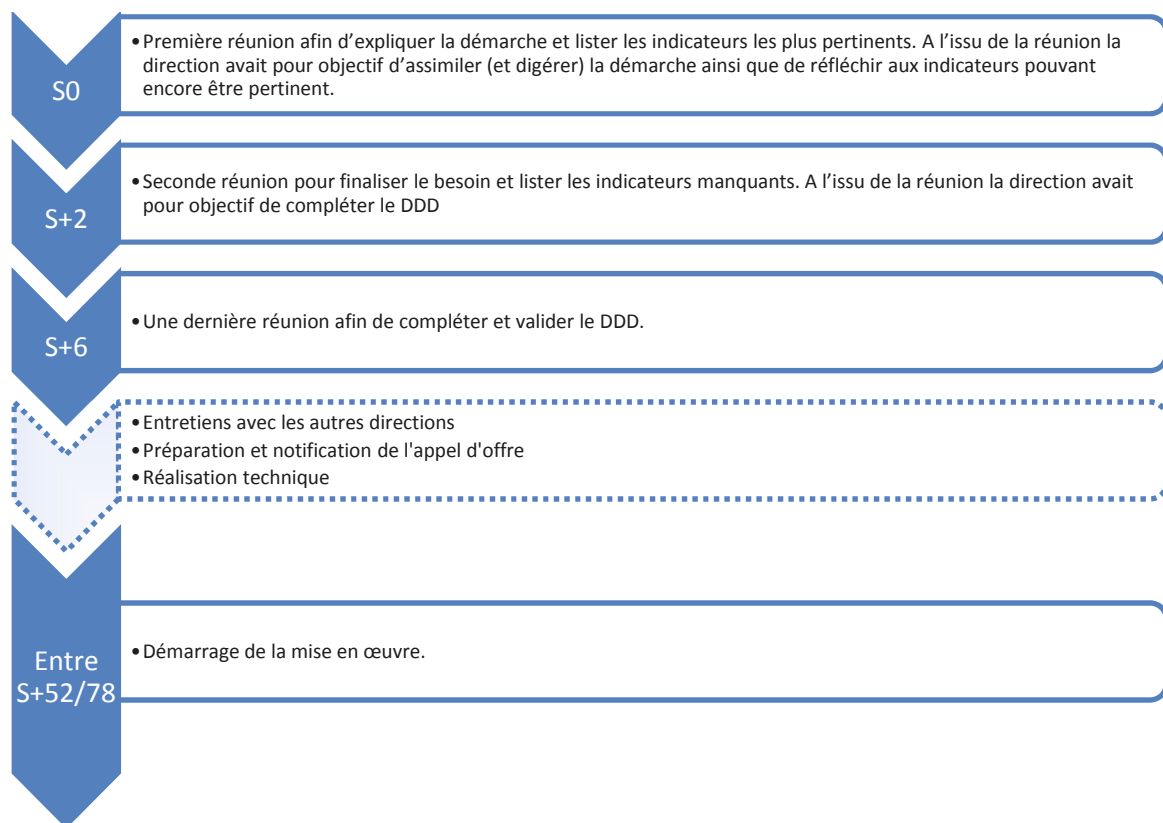 S0
•Première réunion afin d’expliquer la démarche et lister les indicateurs les plus pertinents. A l’issu de la réunion la
direction avait pour objectif d’assimiler (et digérer) la démarche ainsi que de réfléchir aux indicateurs pouvant
encore être pertinent.
S+2
•Seconde réunion pour finaliser le besoin et lister les indicateurs manquants. A l’issu de la réunion la direction avait
pour objectif de compléter le DDD
S+6
•Une dernière réunion afin de compléter et valider le DDD.
•Entretiens avec les autres directions
•Préparation et notification de l'appel d'offre
•Réalisation technique
Entre
S+52/78
•Démarrage de la mise en œuvre.